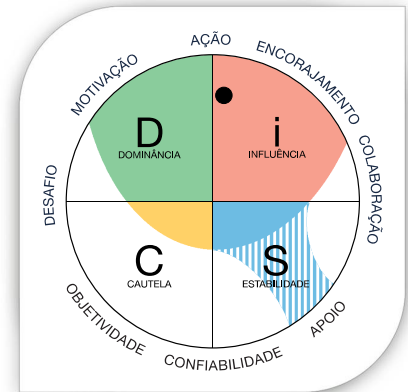 AÇÃO
MOTIVAÇÃO
ENCORAJAMENTO
D
DOMINÂNCIA
i
INFLUÊNCIA
DESAFIO
COLABORAÇÃO
C
CAUTELA
S
ESTABILIDADE
OBJETIVIDADE
APOIO
CONFIABILIDADE